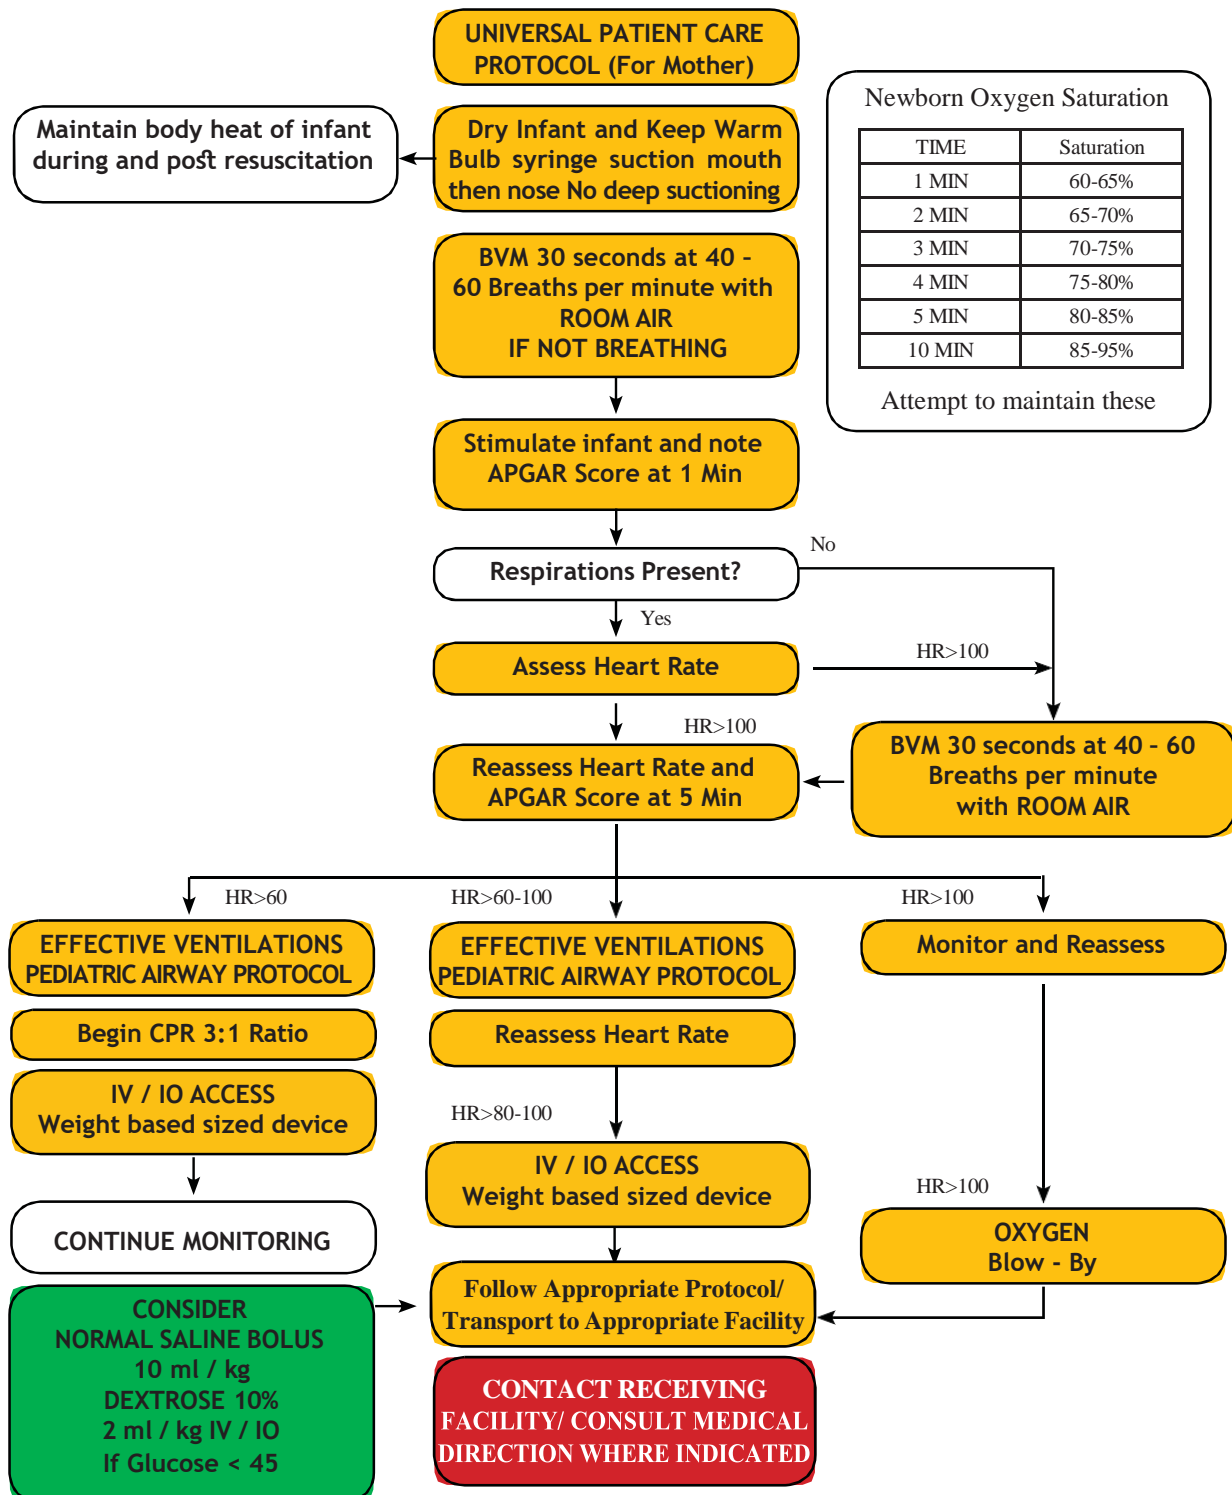 UNIVERSAL PATIENT CARE
PROTOCOL (For Mother)
Maintain body heat of infant
during and post resuscitation
Dry Infant and Keep Warm
Bulb syringe suction mouth
then nose No deep suctioning
Newborn Oxygen Saturation
TIME Saturation
1 MIN 60-65%
2 MIN 65-70%
3 MIN 70-75%
4 MIN 75-80%
5 MIN 80-85%
10 MIN 85-95%
Attempt to maintain these
BVM 30 seconds at 40 –
60 Breaths per minute with
ROOM AIR
IF NOT BREATHING
Stimulate infant and note
APGAR Score at 1 Min
Respirations Present?
No
Yes
Assess Heart Rate
HR>100
HR>100
Reassess Heart Rate and
APGAR Score at 5 Min
BVM 30 seconds at 40 – 60
Breaths per minute
with ROOM AIR
HR>60
EFFECTIVE VENTILATIONS
PEDIATRIC AIRWAY PROTOCOL
Begin CPR 3:1 Ratio
IV / IO ACCESS
Weight based sized device
CONTINUE MONITORING
CONSIDER
NORMAL SALINE BOLUS
10 ml / kg
DEXTROSE 10%
2 ml / kg IV / IO
If Glucose < 45
HR>60-100
EFFECTIVE VENTILATIONS
PEDIATRIC AIRWAY PROTOCOL
Reassess Heart Rate
HR>80-100
IV / IO ACCESS
Weight based sized device
HR>100
Monitor and Reassess
HR>100
OXYGEN
Blow - By
Follow Appropriate Protocol/
Transport to Appropriate Facility
CONTACT RECEIVING
FACILITY/ CONSULT MEDICAL
DIRECTION WHERE INDICATED